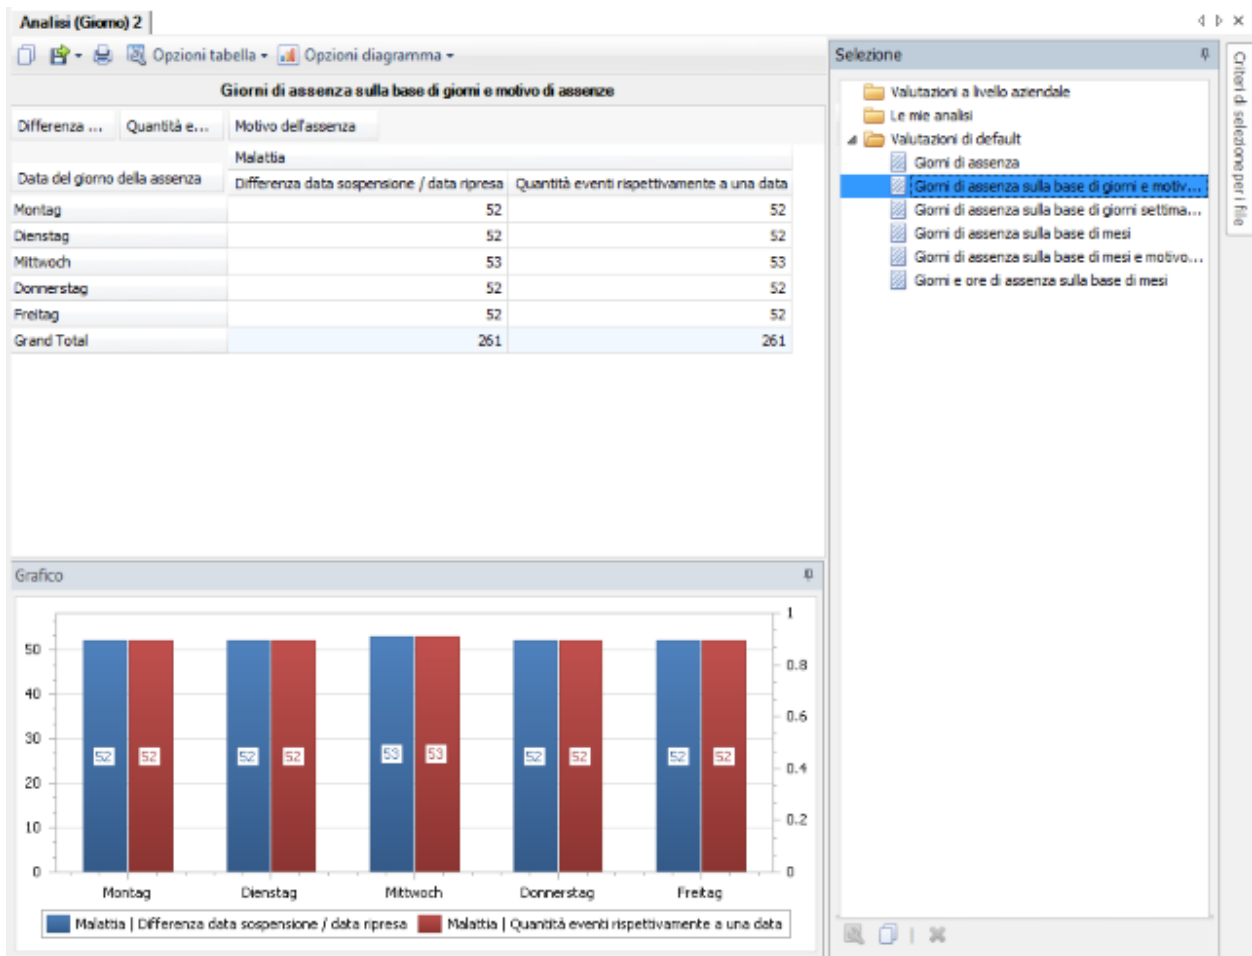 Analisi (Giorno) 2
Opzioni tabella
Opzioni diagramma
Giorni di assenza sulla base di giorni e motivo di assenze
Differenza ...
Quantità e...
Motivo dell'assenza
Malattia
Data del giorno della assenza
Differenza data sospensione / data ripresa
Quantità eventi rispettivamente a una data
Montag 52 52
Dienstag 52 52
Mittwoch 53 53
Donnerstag 52 52
Freitag 52 52
Grand Total 261 261
Grafico
50
40
30
20
10
0
1
0.8
0.6
0.4
0.2
0
52 52 52 52 53 53 52 52 52 52
Montag Dienstag Mittwoch Donnerstag Freitag
Malattia | Differenza data sospensione / data ripresa Malattia | Quantità eventi rispettivamente a una data
Selezione
Valutazioni a livello aziendale
Le mie analisi
Valutazioni di default
Giorni di assenza
Giorni di assenza sulla base di giorni e motiv...
Giorni di assenza sulla base di giorni settima...
Giorni di assenza sulla base di mesi
Giorni di assenza sulla base di mesi e motivo...
Giorni e ore di assenza sulla base di mesi
Criteri di selezione per i file